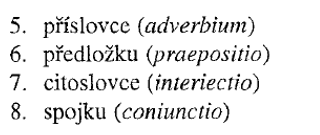 5. příslovce (adverbium)
6. předložku (praepositio)
7. citoslovce (interiectio)
8. spojku (coniunctio)